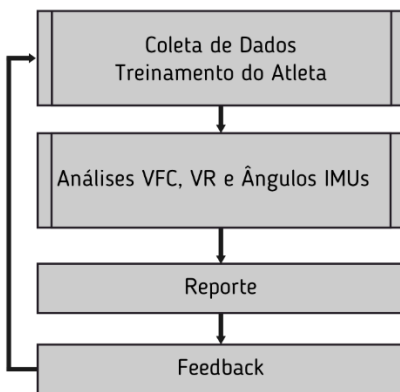 Coleta de Dados
Treinamento do Atleta
Análises VFC, VR e Ângulos IMUs
Reporte
Feedback